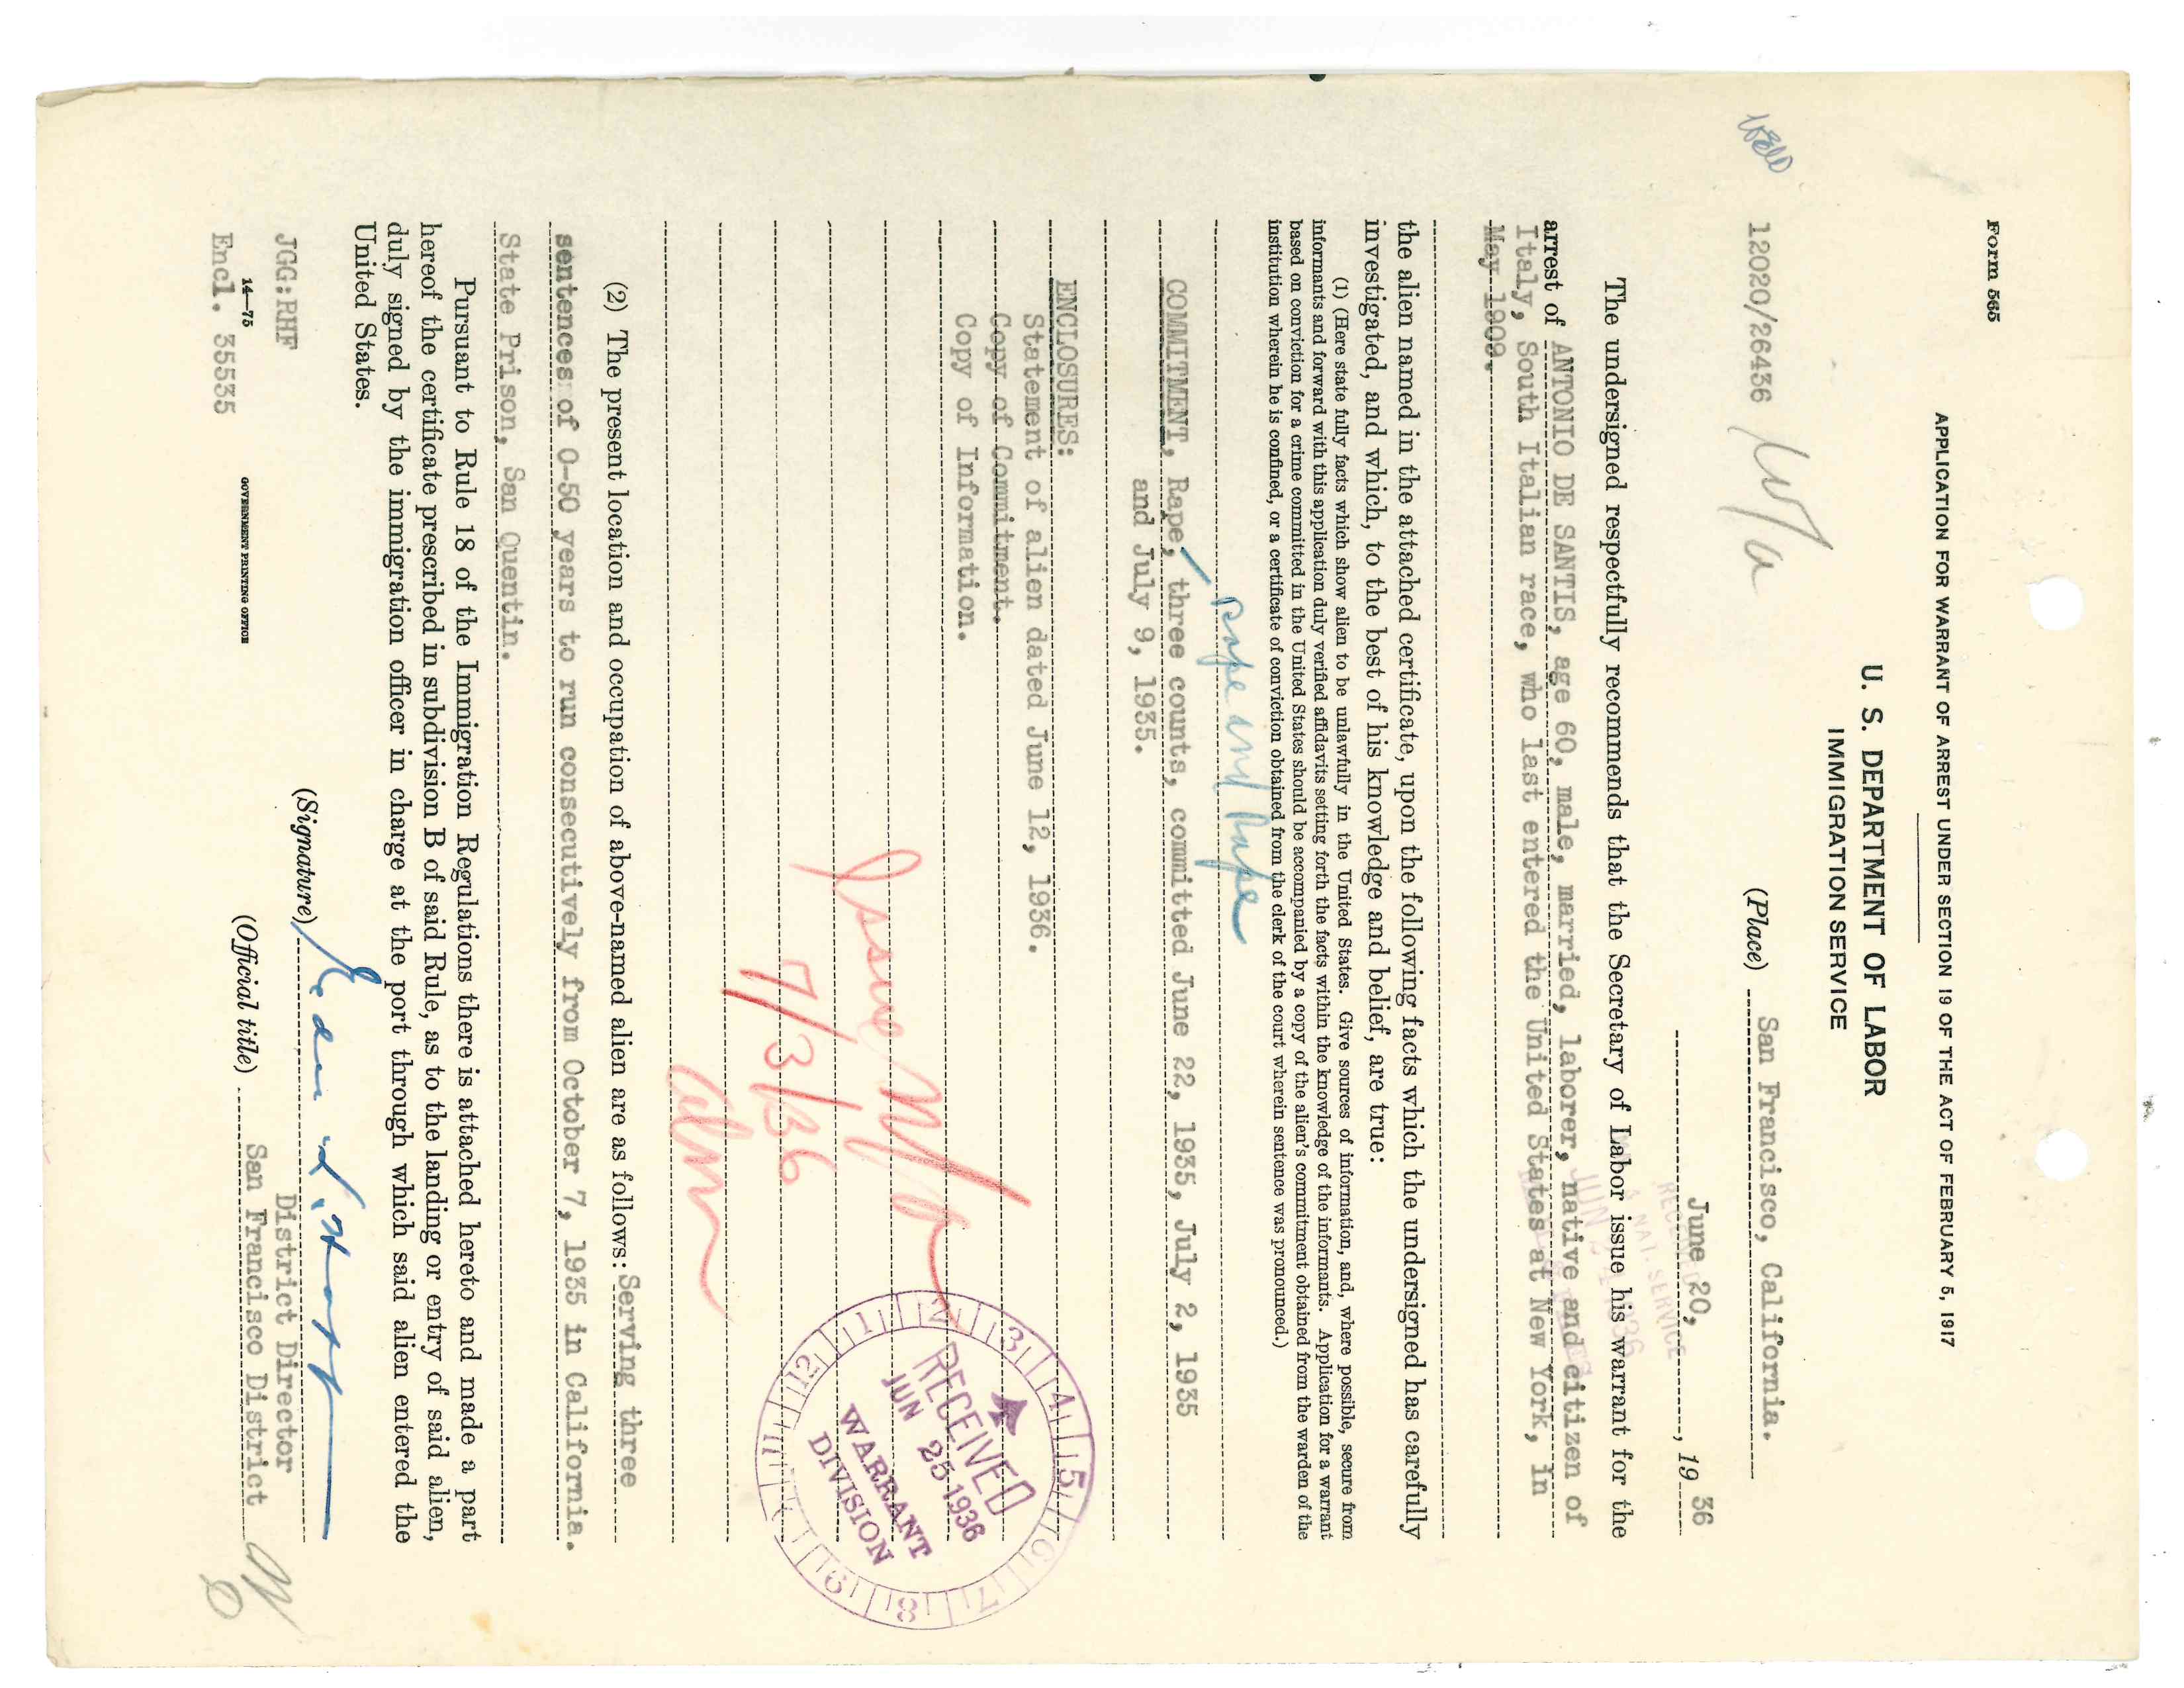 Form 565
APPLICATION FOR WARRANT OF ARREST UNDER SECTION 19 OF THE ACT OF FEBRUARY 5, 1917
U. S. DEPARTMENT OF LABOR
IMMIGRATION SERVICE
12020/26436 W/a
(Place) San Francisco, California.
June 20, , 19 36
RECEIVED
& NAT. SERVICE
JUN 24 1936
The undersigned respectfully recommends that the Secretary of Labor issue his warrant for the
arrest of ANTONIO DE SANTIS, age 60, male, married, laborer, native and citizen of
Italy, South Italian race, who last entered the United States at New York, in
May 1909.
the alien named in the attached certificate, upon the following facts which the undersigned has carefully
investigated, and which, to the best of his knowledge and belief, are true:
(1) (Here state fully facts which show alien to be unlawfully in the United States. Give sources of information, and, where possible, secure from
informants and forward with this application duly verified affidavits setting forth the facts within the knowledge of the informants. Application for a warrant
based on conviction for a crime committed in the United States should be accompanied by a copy of the alien's commitment obtained from the warden of the
institution wherein he is confined, or a certificate of conviction obtained from the clerk of the court wherein sentence was pronounced.)
rape and Rape
COMMITMENT, Rape, three counts, committed June 22, 1935, July 2, 1935
and July 9, 1935.
ENCLOSURES:
Statement of alien dated June 12, 1936.
Copy of Commitment.
Copy of Information.
RECEIVED
JUN 25 1936
WARRANT
DIVISION
Issue W/a
7/3/36
(2) The present location and occupation of above-named alien are as follows: Serving three
sentences of 0-50 years to run consecutively from October 7, 1935 in California.
State Prison, San Quentin.
Pursuant to Rule 18 of the Immigration Regulations there is attached hereto and made a part
hereof the certificate prescribed in subdivision B of said Rule, as to the landing or entry of said alien,
duly signed by the immigration officer in charge at the port through which said alien entered the
United States.
(Signature)
JGG:RHF
District Director
14—75
GOVERNMENT PRINTING OFFICE
(Official title) San Francisco District
Encl. 35535